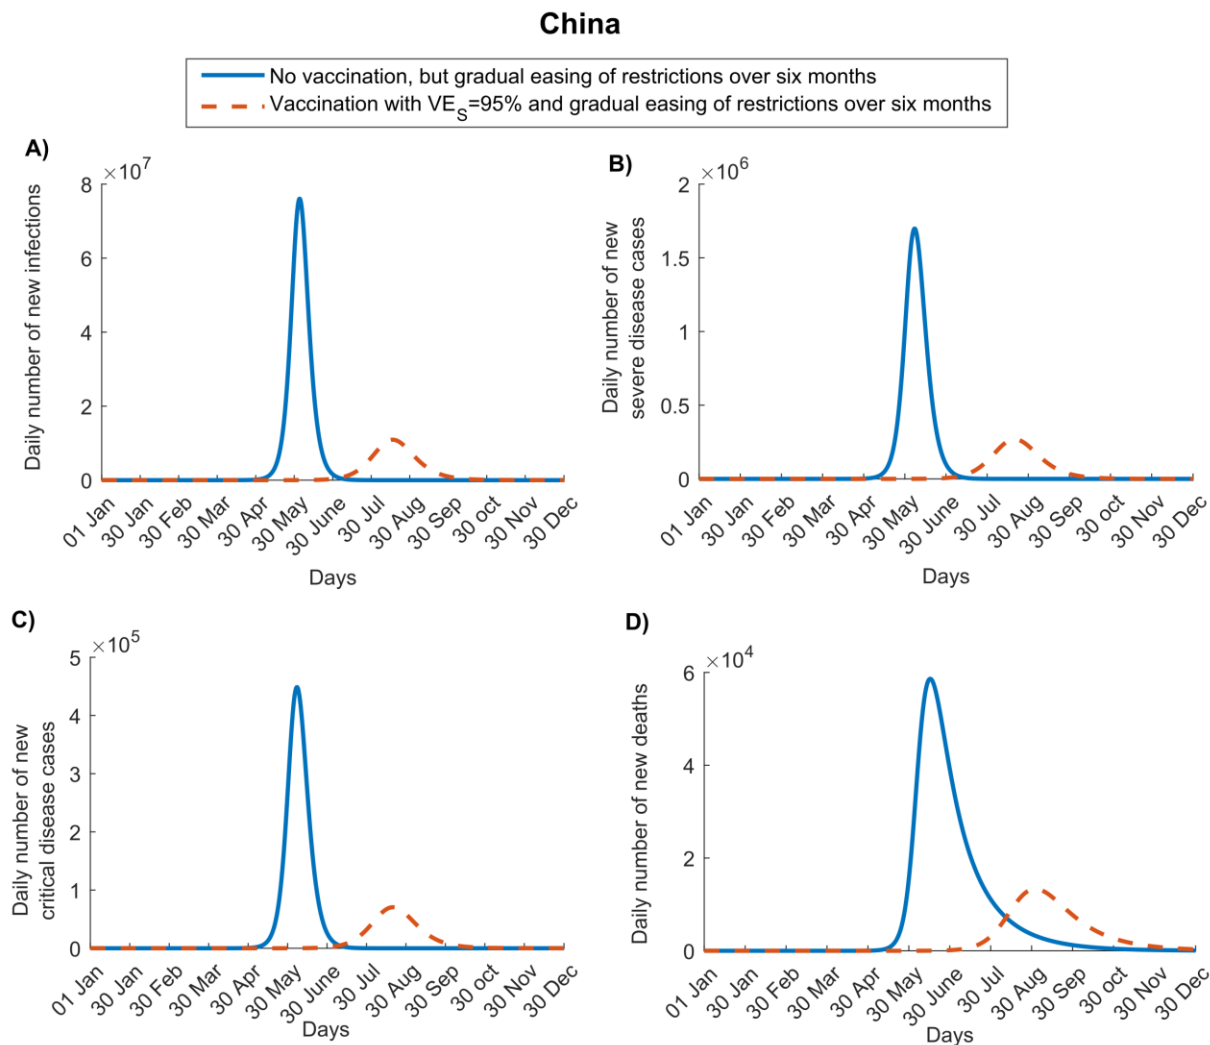 China
No vaccination, but gradual easing of restrictions over six months
Vaccination with VE_S=95% and gradual easing of restrictions over six months
A)
×10^7
8
6
4
2
0
Daily number of new infections
01 Jan
30 Jan
30 Feb
30 Mar
30 Apr
30 May
30 June
30 Jul
30 Aug
30 Sep
30 oct
30 Nov
30 Dec
Days
B)
×10^6
2
1.5
1
0.5
0
Daily number of new
severe disease cases
01 Jan
30 Jan
30 Feb
30 Mar
30 Apr
30 May
30 June
30 Jul
30 Aug
30 Sep
30 oct
30 Nov
30 Dec
Days
C)
×10^5
5
4
3
2
1
0
Daily number of new
critical disease cases
01 Jan
30 Jan
30 Feb
30 Mar
30 Apr
30 May
30 June
30 Jul
30 Aug
30 Sep
30 oct
30 Nov
30 Dec
Days
D)
×10^4
6
4
2
0
Daily number of new deaths
01 Jan
30 Jan
30 Feb
30 Mar
30 Apr
30 May
30 June
30 Jul
30 Aug
30 Sep
30 oct
30 Nov
30 Dec
Days